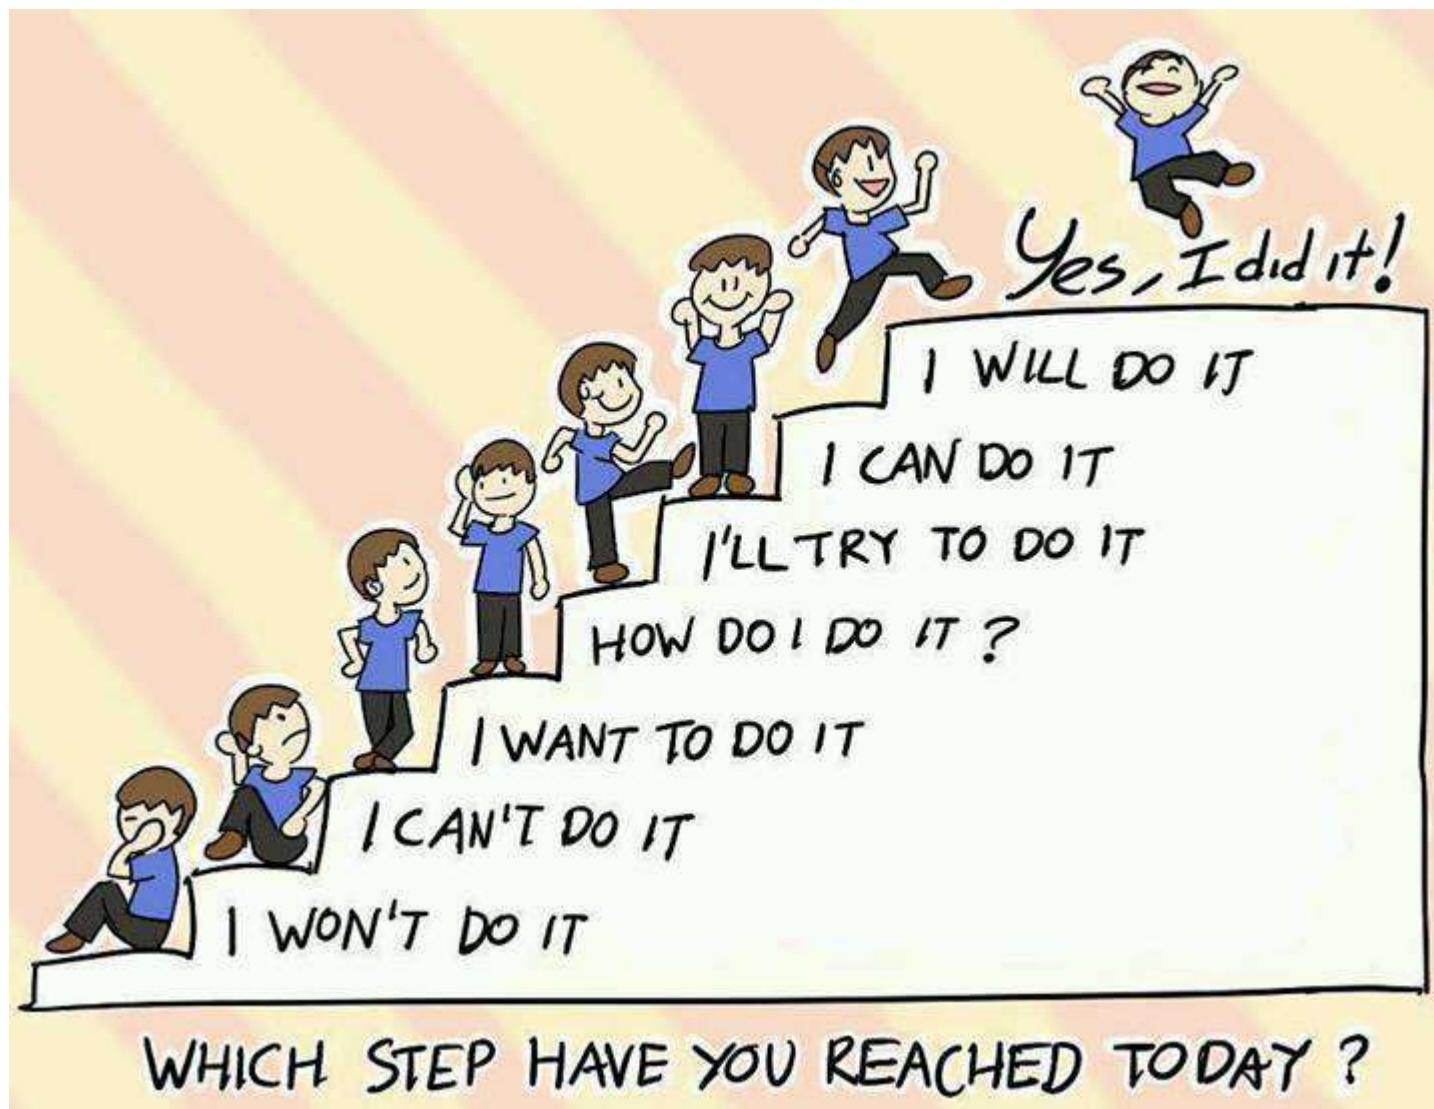 Yes, I did it!
I WILL DO IT
I CAN DO IT
I'LL TRY TO DO IT
HOW DO I DO IT?
I WANT TO DO IT
I CAN'T DO IT
I WON'T DO IT
WHICH STEP HAVE YOU REACHED TODAY?